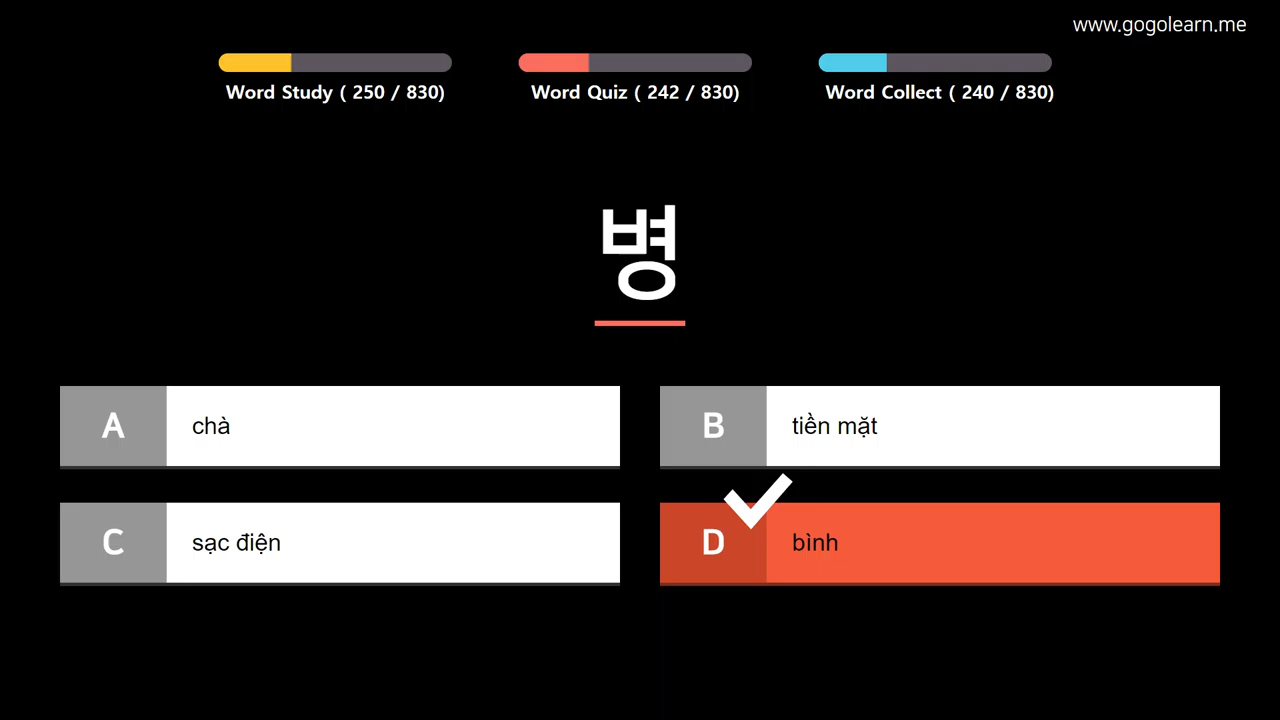 www.gogolearn.me
Word Study ( 250 / 830)
Word Quiz ( 242 / 830)
Word Collect ( 240 / 830)
병
A chà
B tiền mặt
C sạc điện
D bình